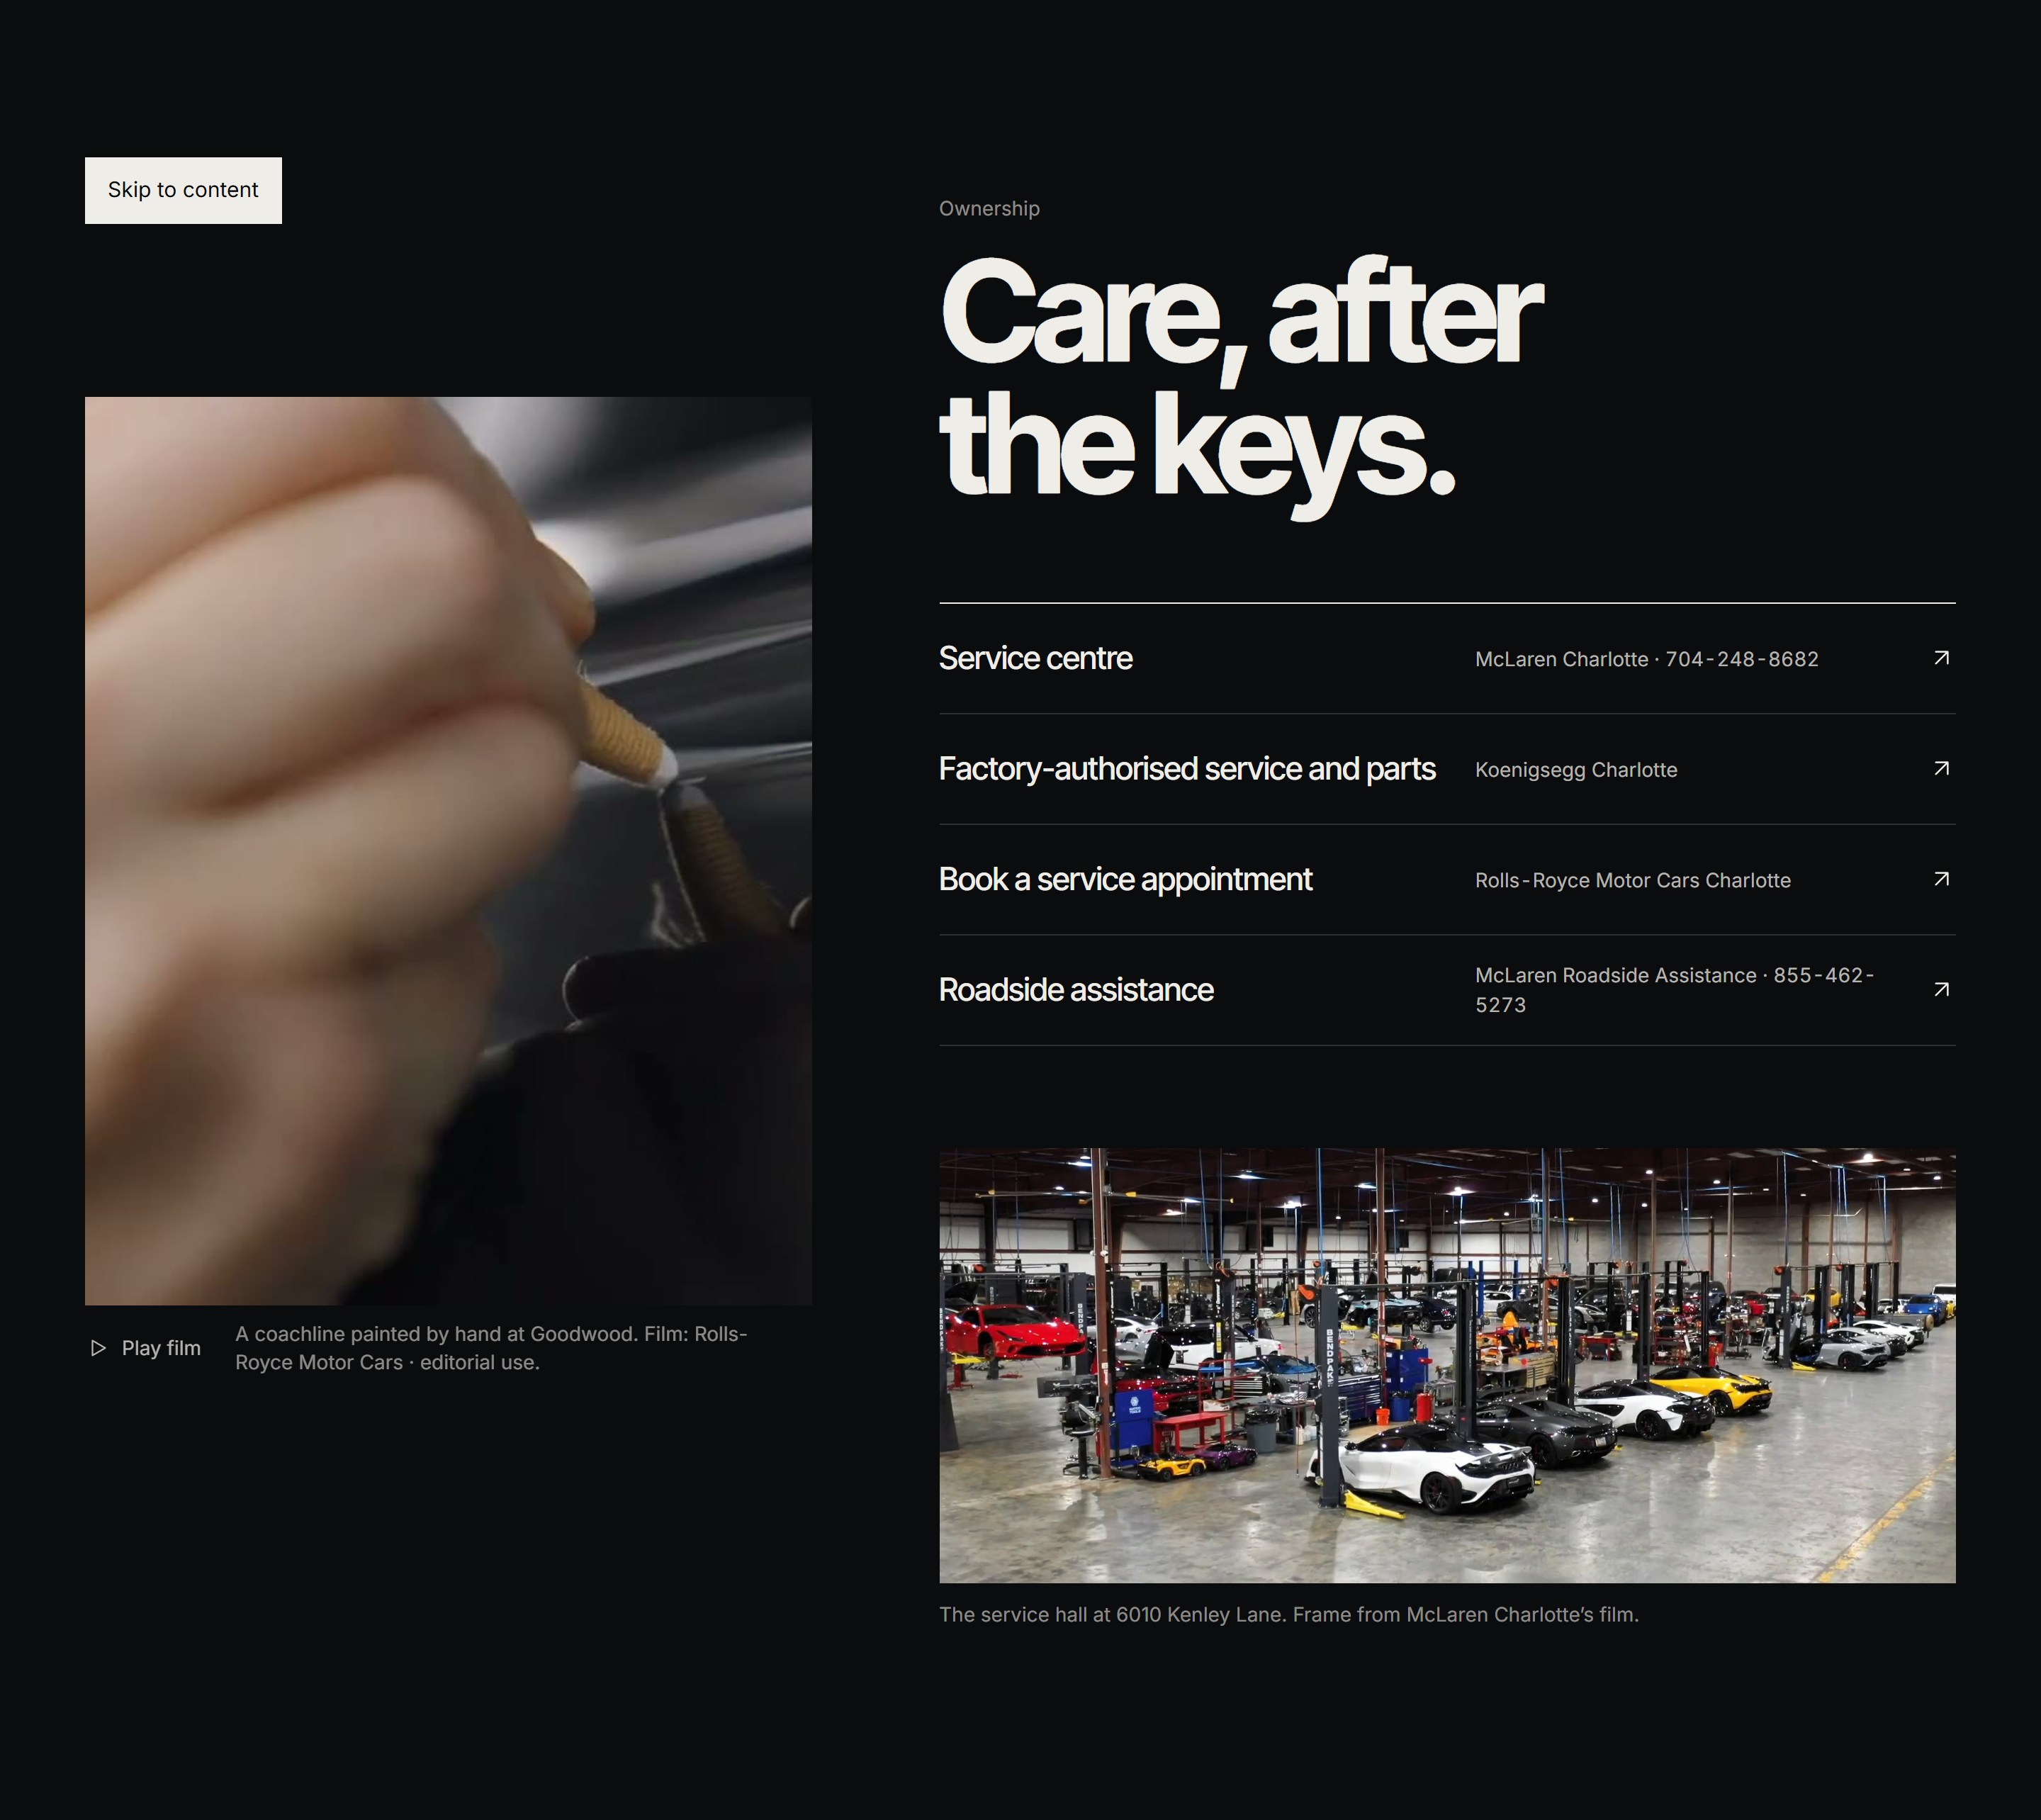 Skip to content
Ownership
Care, after
the keys.
Service centre
McLaren Charlotte · 704-248-8682
Factory-authorised service and parts
Koenigsegg Charlotte
Book a service appointment
Rolls-Royce Motor Cars Charlotte
Roadside assistance
McLaren Roadside Assistance · 855-462-
5273
Play film
A coachline painted by hand at Goodwood. Film: Rolls-
Royce Motor Cars · editorial use.
BENDPAK
The service hall at 6010 Kenley Lane. Frame from McLaren Charlotte’s film.